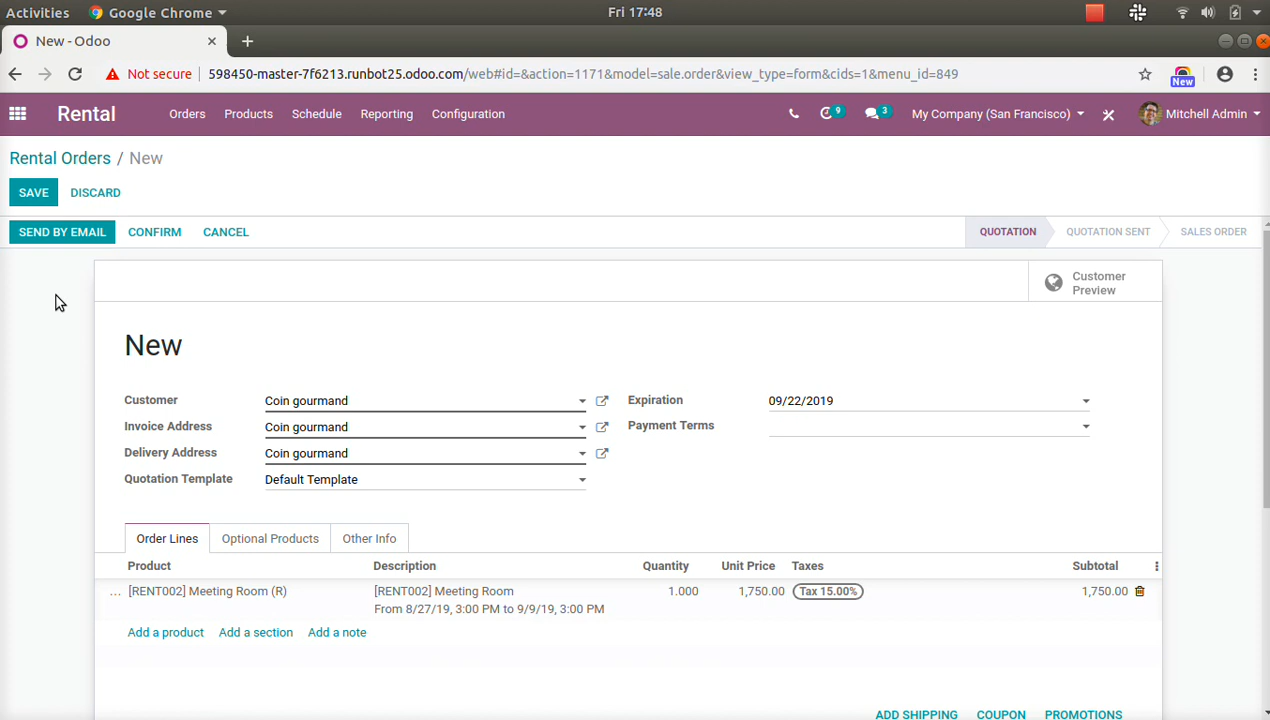 Activities Google Chrome Fri 17:48
New - Odoo
Not secure 598450-master-7f6213.runbot25.odoo.com/web#id=&action=1171&model=sale.order&view_type=form&cids=1&menu_id=849 New
Rental Orders Products Schedule Reporting Configuration 9 3 My Company (San Francisco) Mitchell Admin
Rental Orders / New
SAVE DISCARD
SEND BY EMAIL CONFIRM CANCEL QUOTATION QUOTATION SENT SALES ORDER
Customer Preview
New
Customer Coin gourmand Expiration 09/22/2019
Invoice Address Coin gourmand Payment Terms
Delivery Address Coin gourmand
Quotation Template Default Template
Order Lines Optional Products Other Info
Product Description Quantity Unit Price Taxes Subtotal
... [RENT002] Meeting Room (R) [RENT002] Meeting Room 1.000 1,750.00 Tax 15.00% 1,750.00
From 8/27/19, 3:00 PM to 9/9/19, 3:00 PM
Add a product Add a section Add a note
ADD SHIPPING COUPON PROMOTIONS